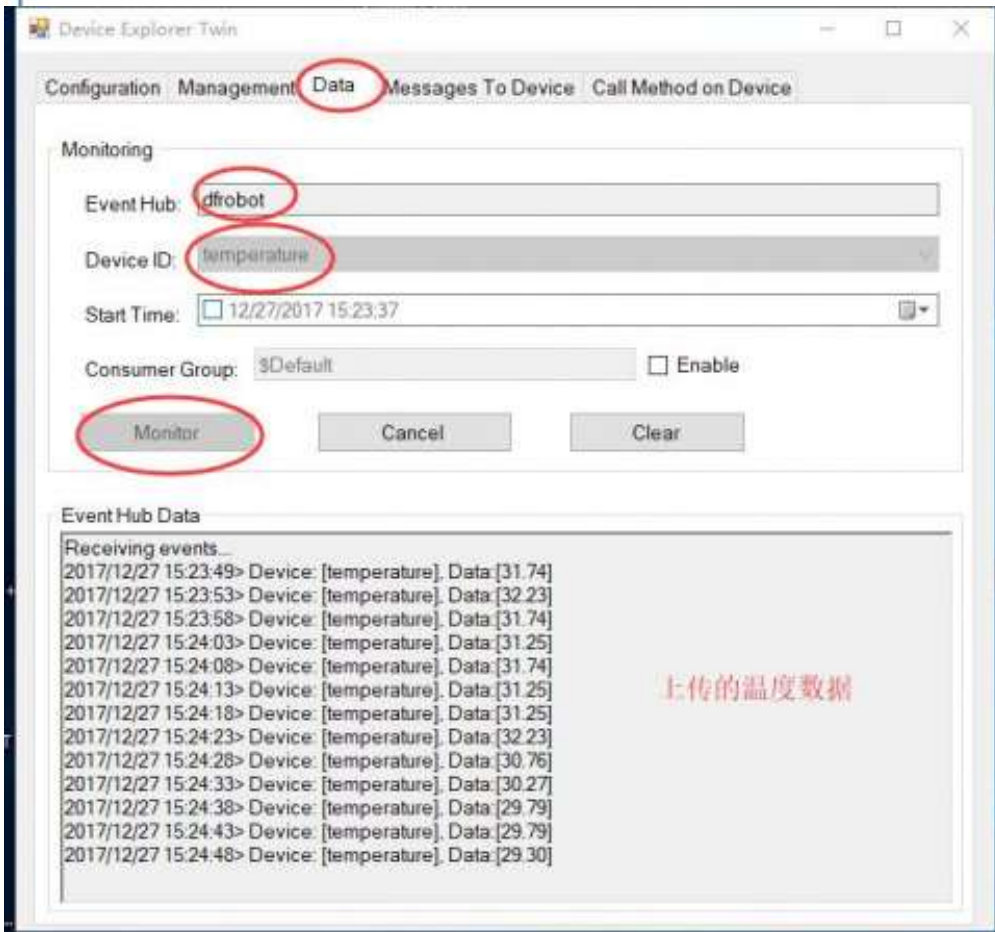 Device Explorer Twin
Configuration Management Data Messages To Device Call Method on Device
Monitoring
Event Hub: dfrobot
Device ID: temperature
Start Time: 12/27/2017 15:23:37
Consumer Group: $Default Enable
Monitor Cancel Clear
Event Hub Data
Receiving events...
2017/12/27 15:23:49> Device: [temperature], Data:[31.74]
2017/12/27 15:23:53> Device: [temperature], Data:[32.23]
2017/12/27 15:23:58> Device: [temperature], Data:[31.74]
2017/12/27 15:24:03> Device: [temperature], Data:[31.25]
2017/12/27 15:24:08> Device: [temperature], Data:[31.74]
2017/12/27 15:24:13> Device: [temperature], Data:[31.25]
2017/12/27 15:24:18> Device: [temperature], Data:[31.25]
2017/12/27 15:24:23> Device: [temperature], Data:[32.23]
2017/12/27 15:24:28> Device: [temperature], Data:[30.76]
2017/12/27 15:24:33> Device: [temperature], Data:[30.27]
2017/12/27 15:24:38> Device: [temperature], Data:[29.79]
2017/12/27 15:24:43> Device: [temperature], Data:[29.79]
2017/12/27 15:24:48> Device: [temperature], Data:[29.30]
上传的温度数据